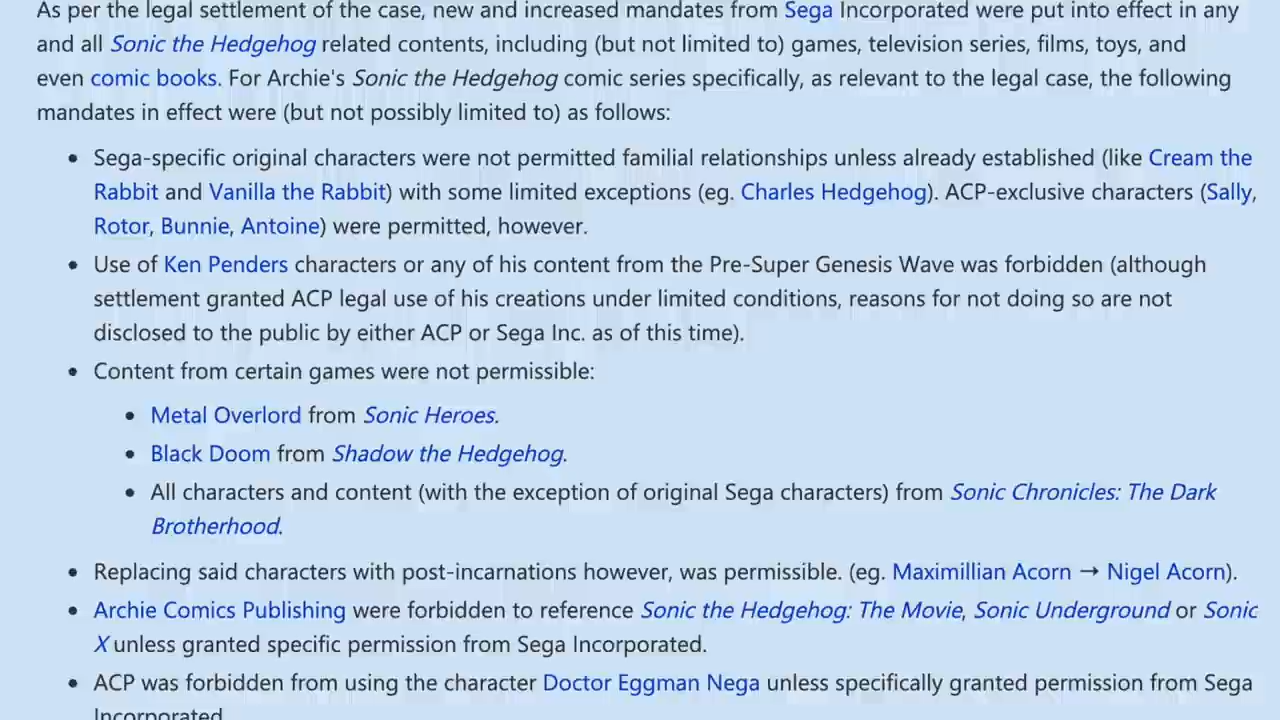 As per the legal settlement of the case, new and increased mandates from Sega Incorporated were put into effect in any
and all Sonic the Hedgehog related contents, including (but not limited to) games, television series, films, toys, and
even comic books. For Archie's Sonic the Hedgehog comic series specifically, as relevant to the legal case, the following
mandates in effect were (but not possibly limited to) as follows:
• Sega-specific original characters were not permitted familial relationships unless already established (like Cream the
Rabbit and Vanilla the Rabbit) with some limited exceptions (eg. Charles Hedgehog). ACP-exclusive characters (Sally,
Rotor, Bunnie, Antoine) were permitted, however.
• Use of Ken Penders characters or any of his content from the Pre-Super Genesis Wave was forbidden (although
settlement granted ACP legal use of his creations under limited conditions, reasons for not doing so are not
disclosed to the public by either ACP or Sega Inc. as of this time).
• Content from certain games were not permissible:
• Metal Overlord from Sonic Heroes.
• Black Doom from Shadow the Hedgehog.
• All characters and content (with the exception of original Sega characters) from Sonic Chronicles: The Dark
Brotherhood.
• Replacing said characters with post-incarnations however, was permissible. (eg. Maximillian Acorn → Nigel Acorn).
• Archie Comics Publishing were forbidden to reference Sonic the Hedgehog: The Movie, Sonic Underground or Sonic
X unless granted specific permission from Sega Incorporated.
• ACP was forbidden from using the character Doctor Eggman Nega unless specifically granted permission from Sega
Incorporated